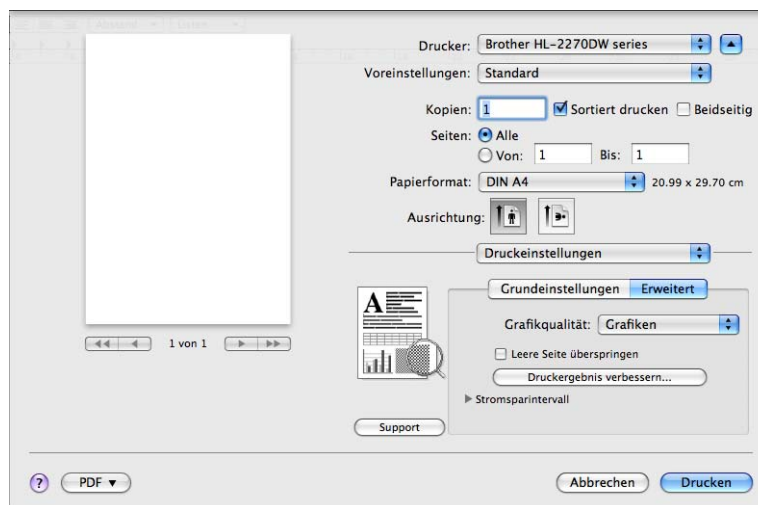 Abstand
Listen
Drucker: Brother HL-2270DW series
Voreinstellungen: Standard
Kopien: 1 Sortiert drucken Beidseitig
Seiten: Alle
Von: 1 Bis: 1
Papierformat: DIN A4 20.99 x 29.70 cm
Ausrichtung:
Druckeinstellungen
Grundeinstellungen Erweitert
A
Grafikqualität: Grafiken
1 von 1
Leere Seite überspringen
Druckergebnis verbessern...
Stromsparintervall
Support
? PDF Abbrechen Drucken